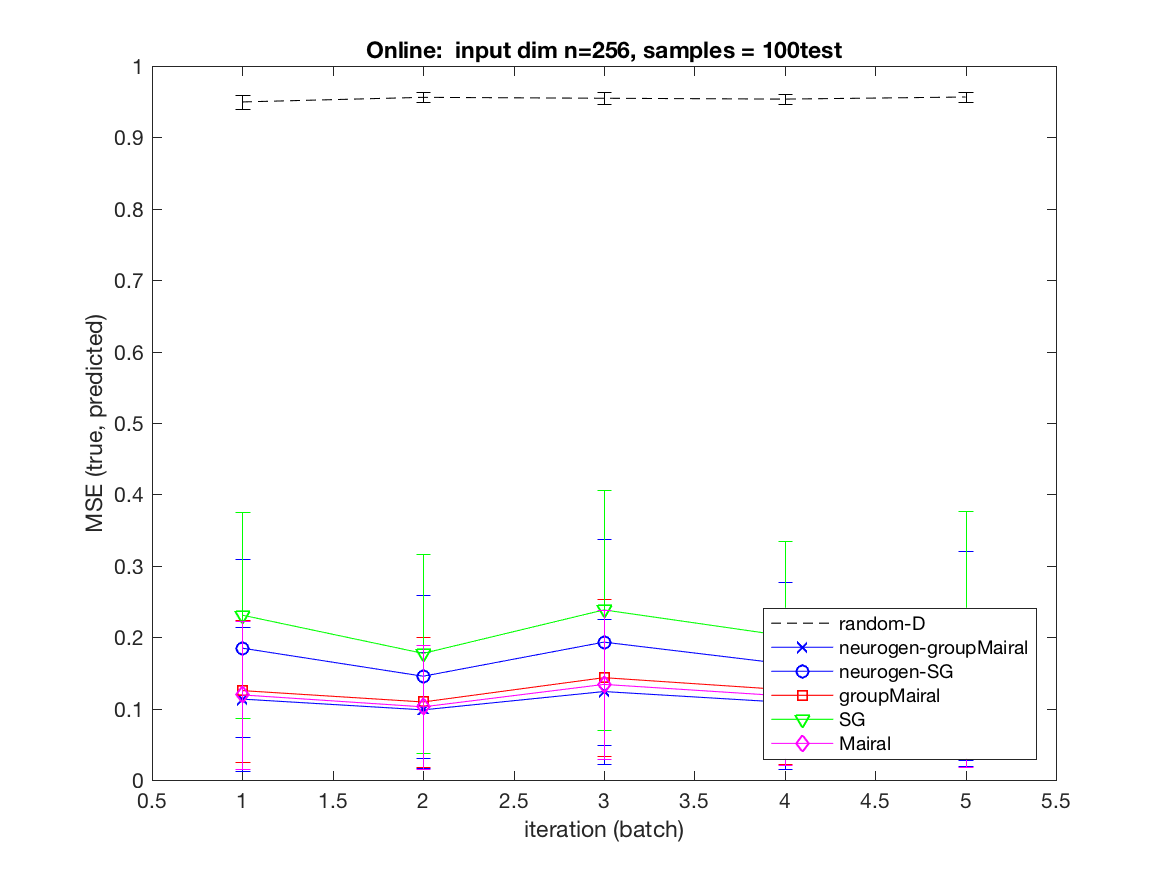 Online:  input dim n=256, samples = 100test
MSE (true, predicted)
1
0.9
0.8
0.7
0.6
0.5
0.4
0.3
0.2
0.1
0
random-D
neurogen-groupMairal
neurogen-SG
groupMairal
SG
Mairal
0.5 1 1.5 2 2.5 3 3.5 4 4.5 5 5.5
iteration (batch)